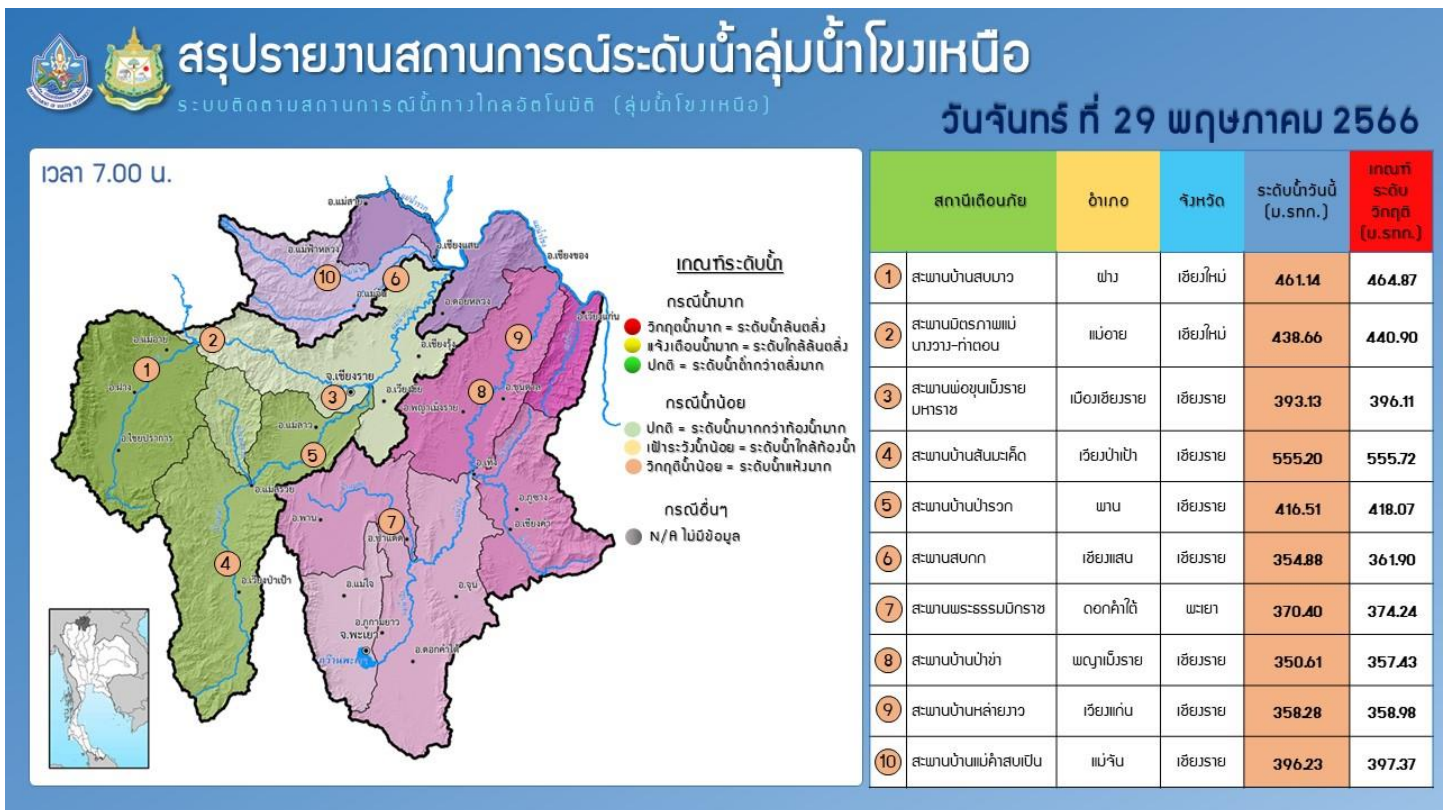 สรุปรายงานสถานการณ์ระดับน้ำลุ่มน้ำโขงเหนือ
ระบบติดตามสถานการณ์น้ำทางไกลอัตโนมัติ (ลุ่มน้ำโขงเหนือ)
วันจันทร์ ที่ 29 พฤษภาคม 2566
เวลา 7.00 น.
อ.แม่สาย
อ.เชียงแสน
อ.แม่ฟ้าหลวง
อ.เชียงของ
10
6
อ.แม่จัน
อ.ดอยหลวง
อ.เวียงแก่น
9
2
อ.แม่อาย
อ.เชียงรุ้ง
1
จ.เชียงราย
8
อ.ขุนตาล
อ.ฝาง
3
อ.เวียงชัย
อ.พญาเม็งราย
อ.แม่ลาว
อ.ไชยปราการ
5
อ.เทิง
อ.แม่สรวย
อ.ภูซาง
อ.พาน
7
อ.เชียงคำ
อ.ป่าแดด
4
อ.เวียงป่าเป้า
อ.แม่ใจ
อ.จุน
อ.ภูกามยาว
จ.พะเยา
กว๊านพะเยา
อ.ดอกคำใต้
เกณฑ์ระดับน้ำ
กรณีน้ำมาก
วิกฤตน้ำมาก = ระดับน้ำล้นตลิ่ง
แจ้งเตือนน้ำมาก = ระดับใกล้ล้นตลิ่ง
ปกติ = ระดับน้ำต่ำกว่าตลิ่งมาก
กรณีน้ำน้อย
ปกติ = ระดับน้ำมากกว่าท้องน้ำมาก
เฝ้าระวังน้ำน้อย = ระดับน้ำใกล้ท้องน้ำ
วิกฤติน้ำน้อย = ระดับน้ำแห้งมาก
กรณีอื่นๆ
N/A ไม่มีข้อมูล
สถานีเตือนภัย อำเภอ จังหวัด ระดับน้ำวันนี้ (ม.รทก.) เกณฑ์ระดับวิกฤติ (ม.รทก.)
1 สะพานบ้านสบมาว ฝาง เชียงใหม่ 461.14 464.87
2 สะพานมิตรภาพแม่นางวาง-ท่าตอน แม่อาย เชียงใหม่ 438.66 440.90
3 สะพานพ่อขุนเม็งรายมหาราช เมืองเชียงราย เชียงราย 393.13 396.11
4 สะพานบ้านสันมะเค็ด เวียงป่าเป้า เชียงราย 555.20 555.72
5 สะพานบ้านป่ารวก พาน เชียงราย 416.51 418.07
6 สะพานสบกก เชียงแสน เชียงราย 354.88 361.90
7 สะพานพระธรรมมิกราช ดอกคำใต้ พะเยา 370.40 374.24
8 สะพานบ้านป่าข่า พญาเม็งราย เชียงราย 350.61 357.43
9 สะพานบ้านหล่ายงาว เวียงแก่น เชียงราย 358.28 358.98
10 สะพานบ้านแม่คำสบเปิน แม่จัน เชียงราย 396.23 397.37